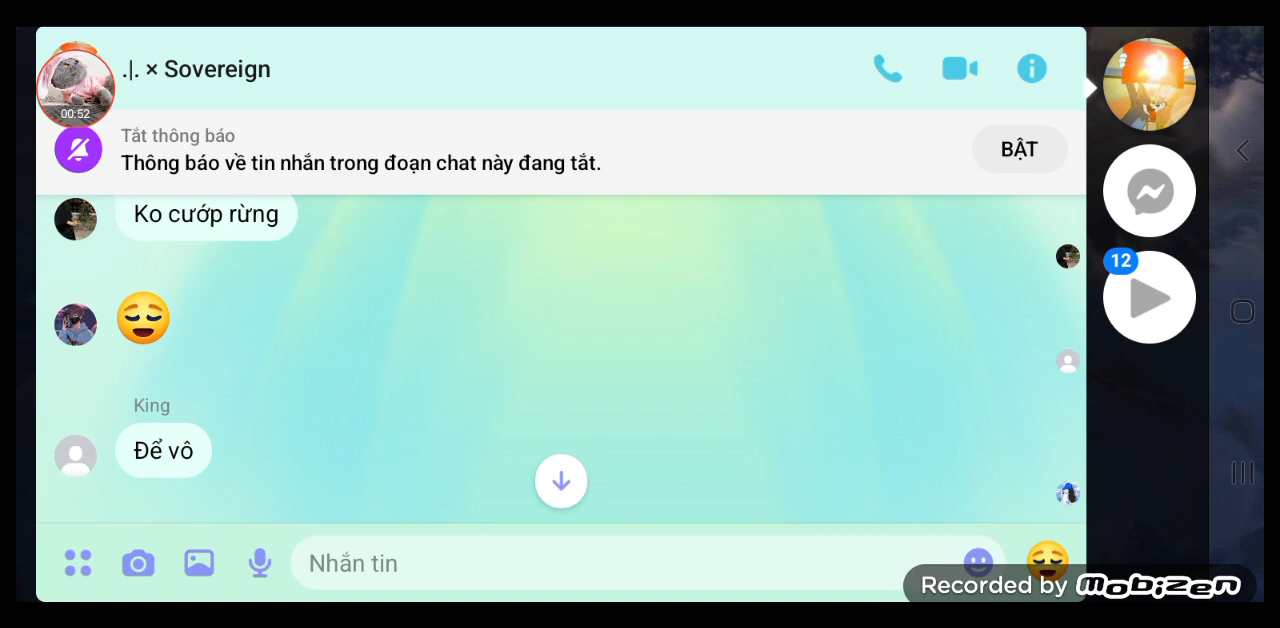 .|. × Sovereign
00:52
Tắt thông báo
Thông báo về tin nhắn trong đoạn chat này đang tắt.
BẬT
Ko cướp rừng
12
King
Để vô
Nhắn tin
Recorded by mobizen